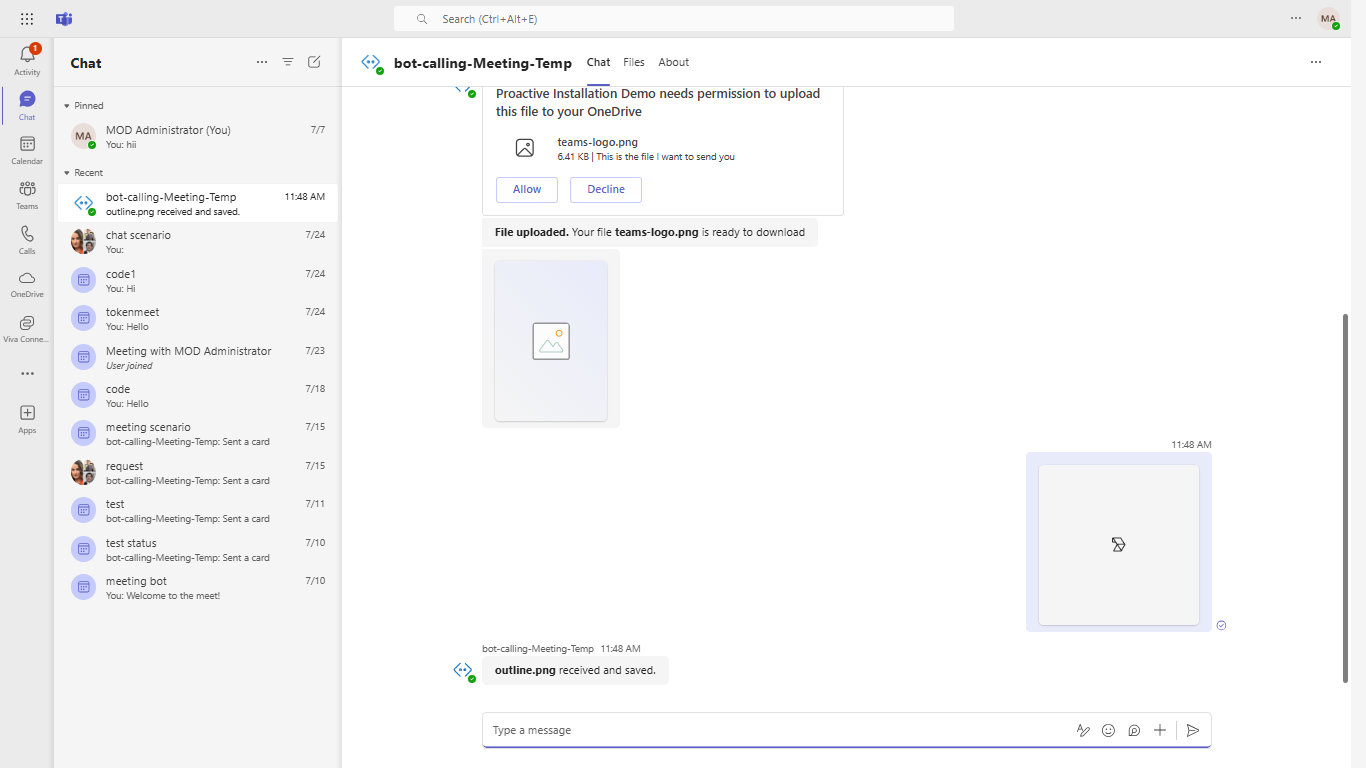 Search (Ctrl+Alt+E)
MA
1
Activity
Chat
Calendar
Teams
Calls
OneDrive
Viva Conne...
Apps
Chat
Pinned
MA
MOD Administrator (You)
7/7
You: hii
Recent
bot-calling-Meeting-Temp
11:48 AM
outline.png received and saved.
chat scenario
7/24
You:
code1
7/24
You: Hi
tokenmeet
7/24
You: Hello
Meeting with MOD Administrator
7/23
User joined
code
7/18
You: Hello
meeting scenario
7/15
bot-calling-Meeting-Temp: Sent a card
request
7/15
bot-calling-Meeting-Temp: Sent a card
test
7/11
bot-calling-Meeting-Temp: Sent a card
test status
7/10
bot-calling-Meeting-Temp: Sent a card
meeting bot
7/10
You: Welcome to the meet!
bot-calling-Meeting-Temp
Chat
Files
About
Proactive Installation Demo needs permission to upload
this file to your OneDrive
teams-logo.png
6.41 KB | This is the file I want to send you
Allow
Decline
File uploaded. Your file teams-logo.png is ready to download
11:48 AM
bot-calling-Meeting-Temp 11:48 AM
outline.png received and saved.
Type a message